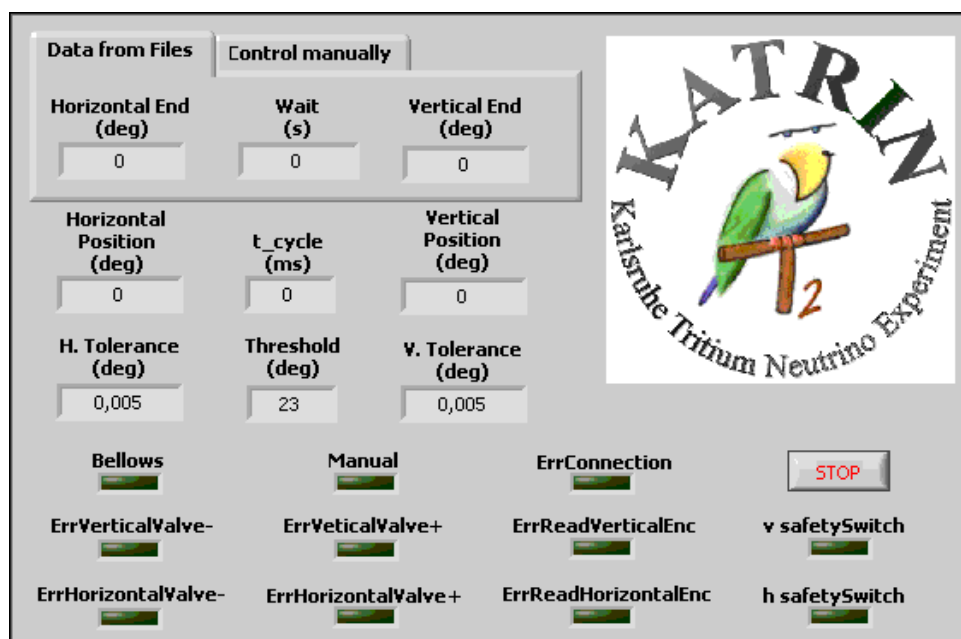 Data from Files
Control manually
KATRIN
Karlsruhe Tritium Neutrino Experiment
2
Horizontal End
(deg)
0
Wait
(s)
0
Vertical End
(deg)
0
Horizontal
Position
(deg)
0
t_cycle
(ms)
0
Vertical
Position
(deg)
0
H. Tolerance
(deg)
0,005
Threshold
(deg)
23
V. Tolerance
(deg)
0,005
Bellows
Manual
ErrConnection
STOP
ErrVerticalValve-
ErrVeticalValve+
ErrReadVerticalEnc
v safetySwitch
ErrHorizontalValve-
ErrHorizontalValve+
ErrReadHorizontalEnc
h safetySwitch